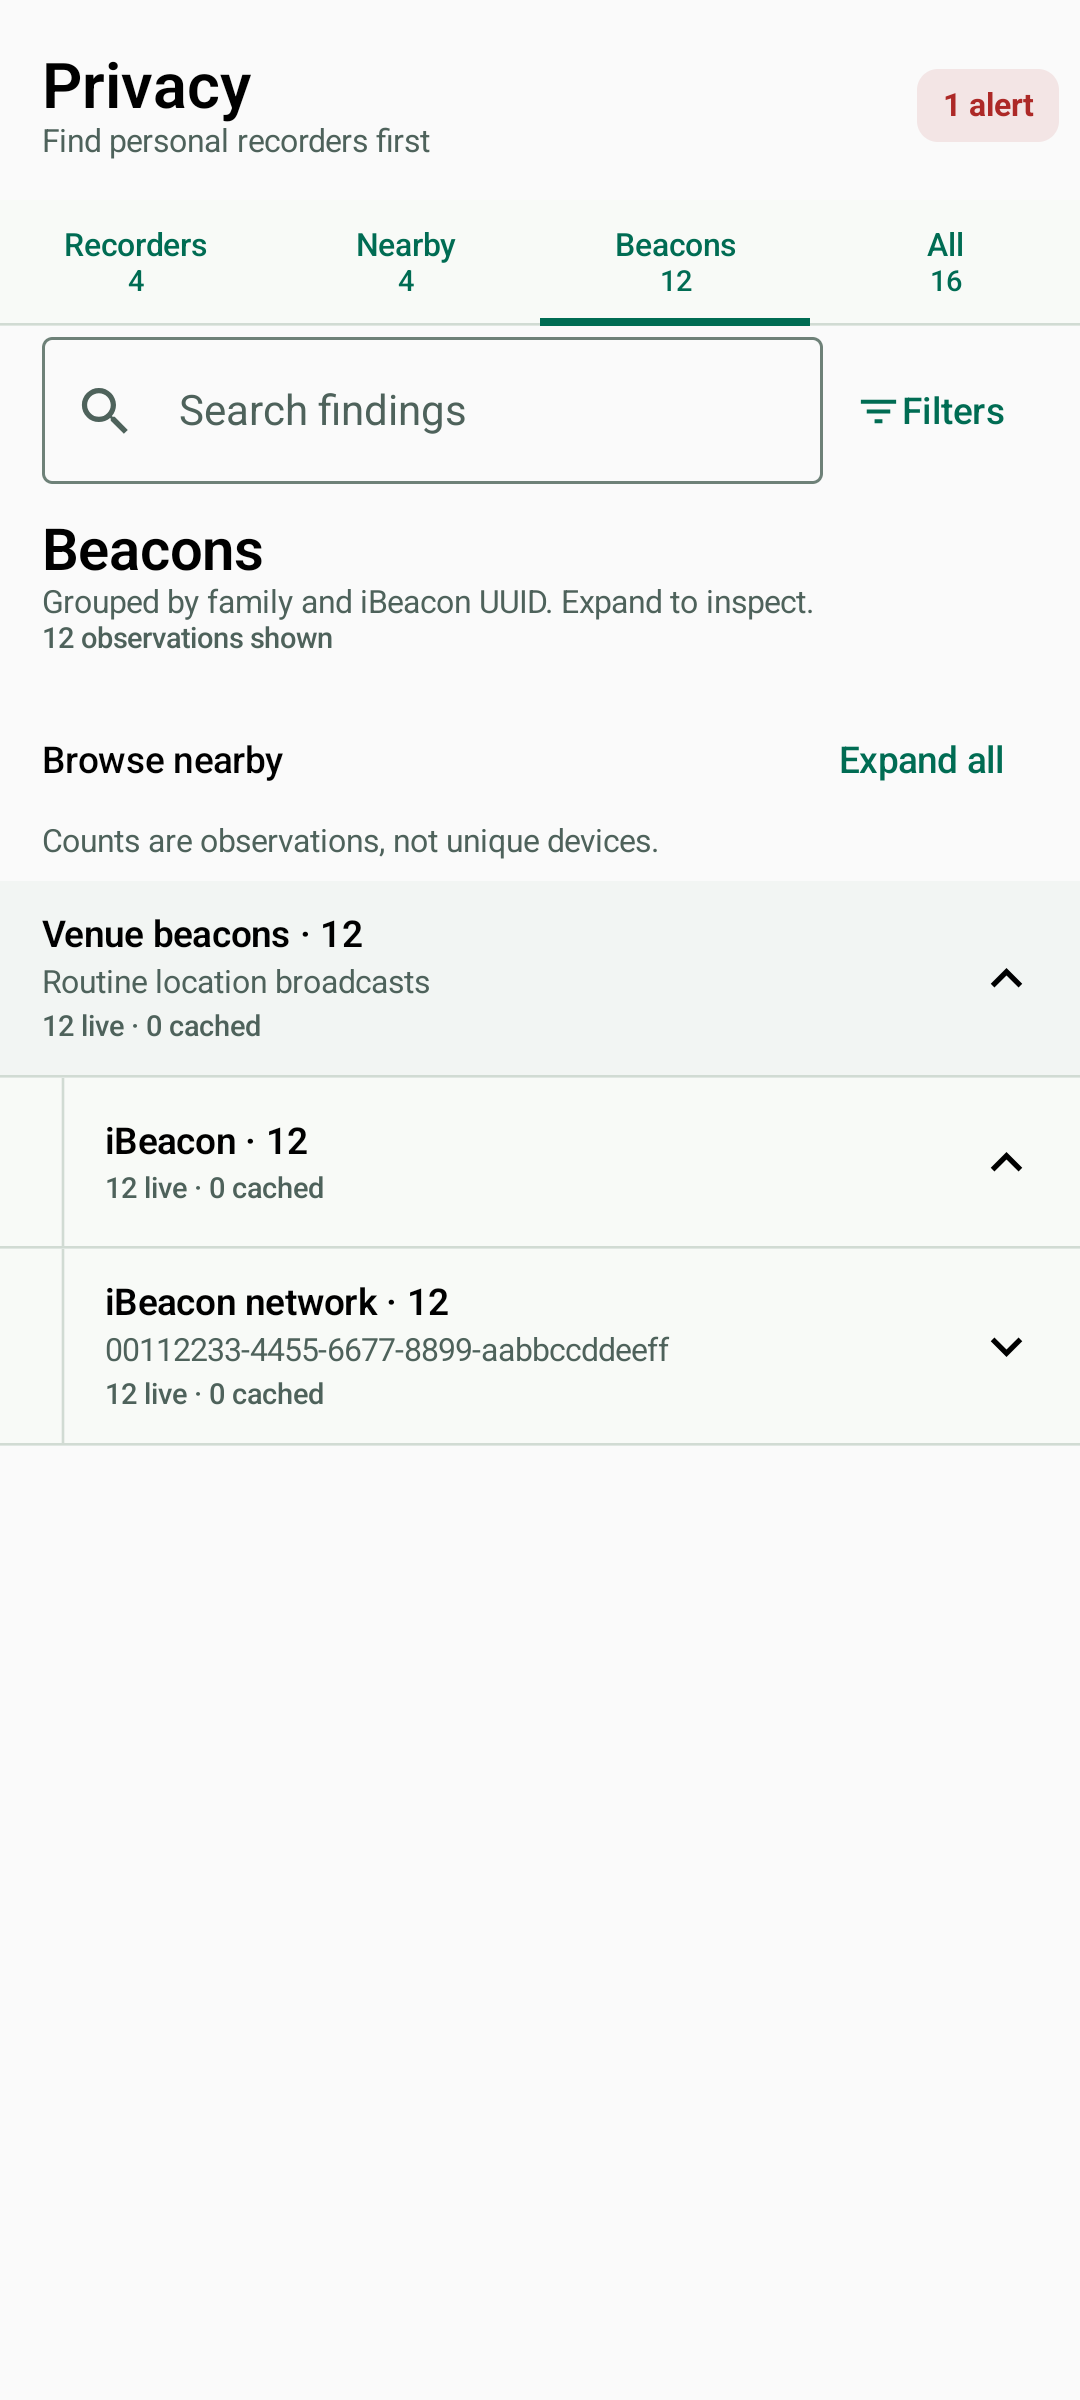 Privacy
Find personal recorders first
1 alert
Recorders
4
Nearby
4
Beacons
12
All
16
Search findings
Filters
Beacons
Grouped by family and iBeacon UUID. Expand to inspect.
12 observations shown
Browse nearby
Expand all
Counts are observations, not unique devices.
Venue beacons · 12
Routine location broadcasts
12 live · 0 cached
iBeacon · 12
12 live · 0 cached
iBeacon network · 12
00112233-4455-6677-8899-aabbccddeeff
12 live · 0 cached